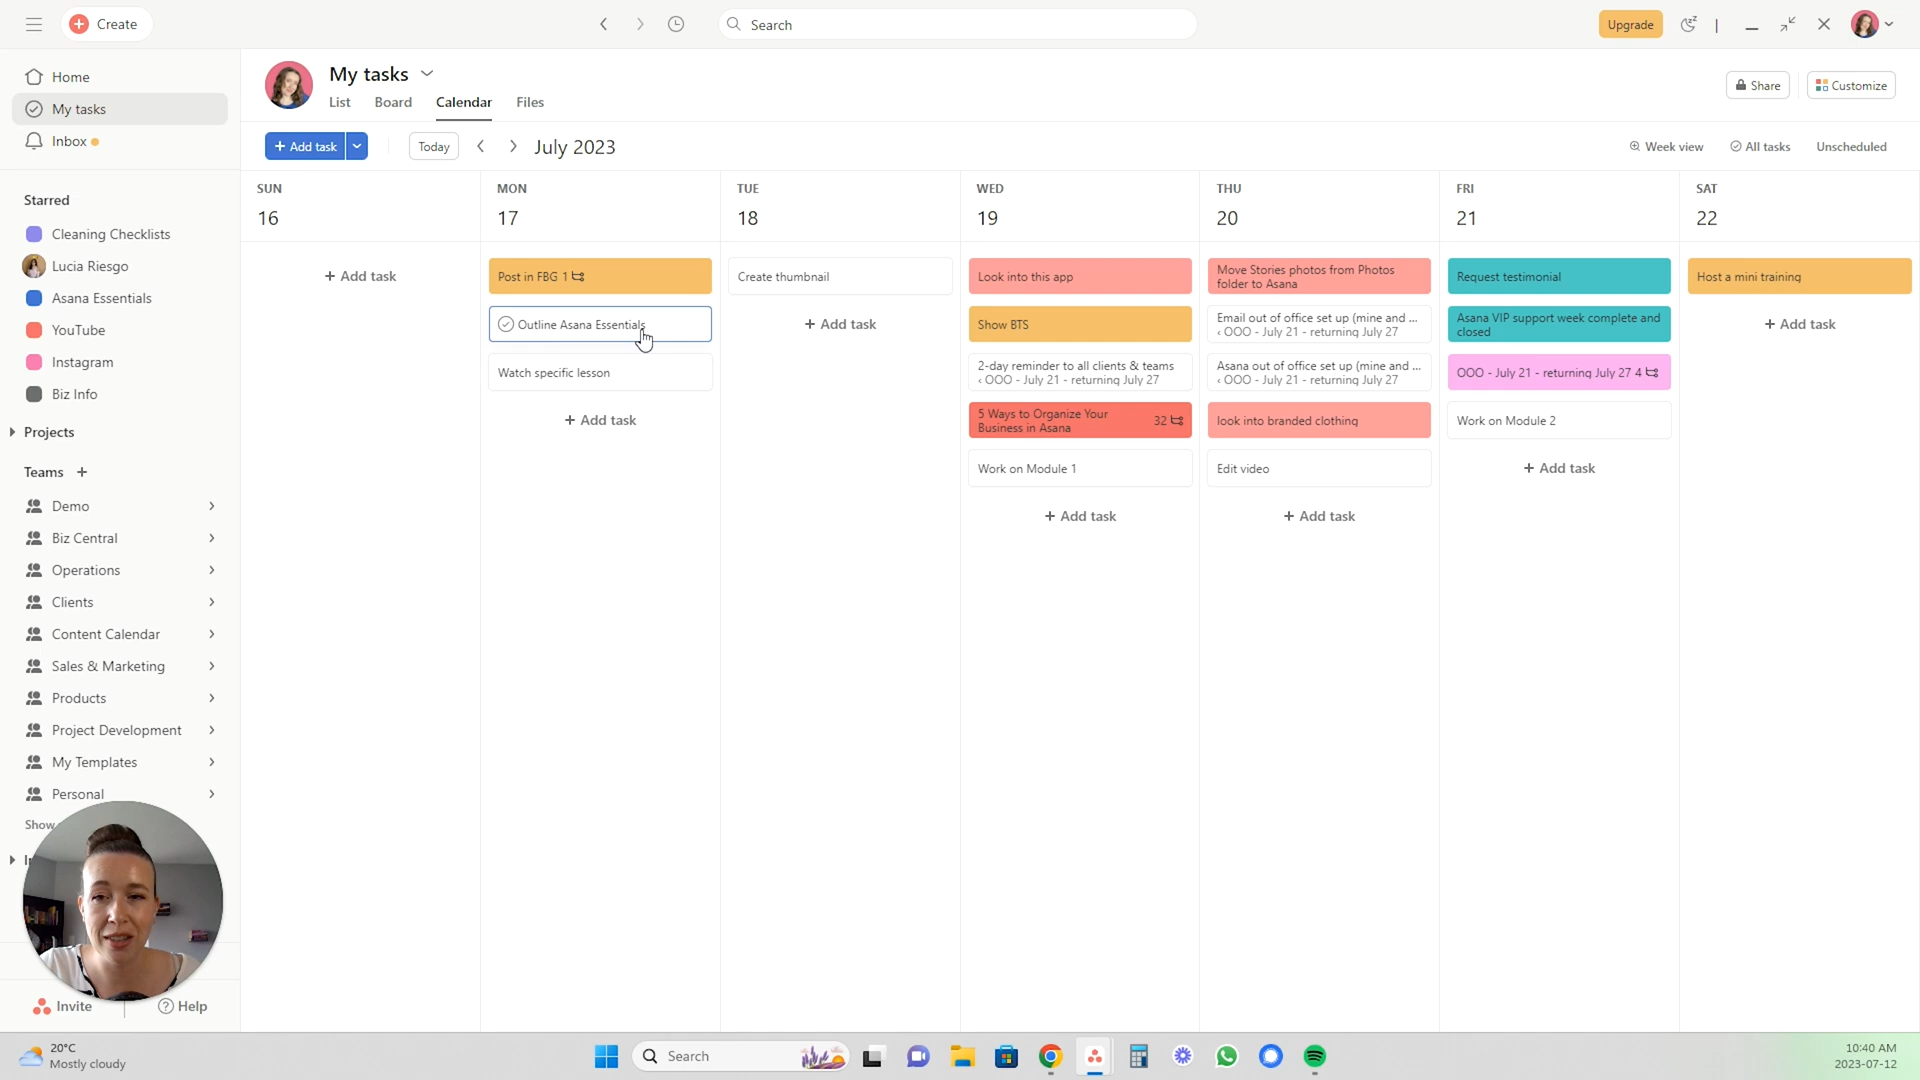 Create
Search
Upgrade
Home
My tasks
Inbox
Starred
Cleaning Checklists
Lucia Riesgo
Asana Essentials
YouTube
Instagram
Biz Info
Projects
Teams
Demo
Biz Central
Operations
Clients
Content Calendar
Sales & Marketing
Products
Project Development
My Templates
Personal
Show
Invite
Help
My tasks
List Board Calendar Files
Share
Customize
+ Add task
Today
July 2023
Week view
All tasks
Unscheduled
SUN
16
+ Add task
MON
17
Post in FBG 1
Outline Asana Essentials
Watch specific lesson
+ Add task
TUE
18
Create thumbnail
+ Add task
WED
19
Look into this app
Show BTS
2-day reminder to all clients & teams
‹ OOO - July 21 - returning July 27
5 Ways to Organize Your
Business in Asana 32
Work on Module 1
+ Add task
THU
20
Move Stories photos from Photos
folder to Asana
Email out of office set up (mine and ...
‹ OOO - July 21 - returning July 27
Asana out of office set up (mine and ...
‹ OOO - July 21 - returning July 27
look into branded clothing
Edit video
+ Add task
FRI
21
Request testimonial
Asana VIP support week complete and
closed
OOO - July 21 - returning July 27 4
Work on Module 2
+ Add task
SAT
22
Host a mini training
+ Add task
20°C
Mostly cloudy
Search
10:40 AM
2023-07-12